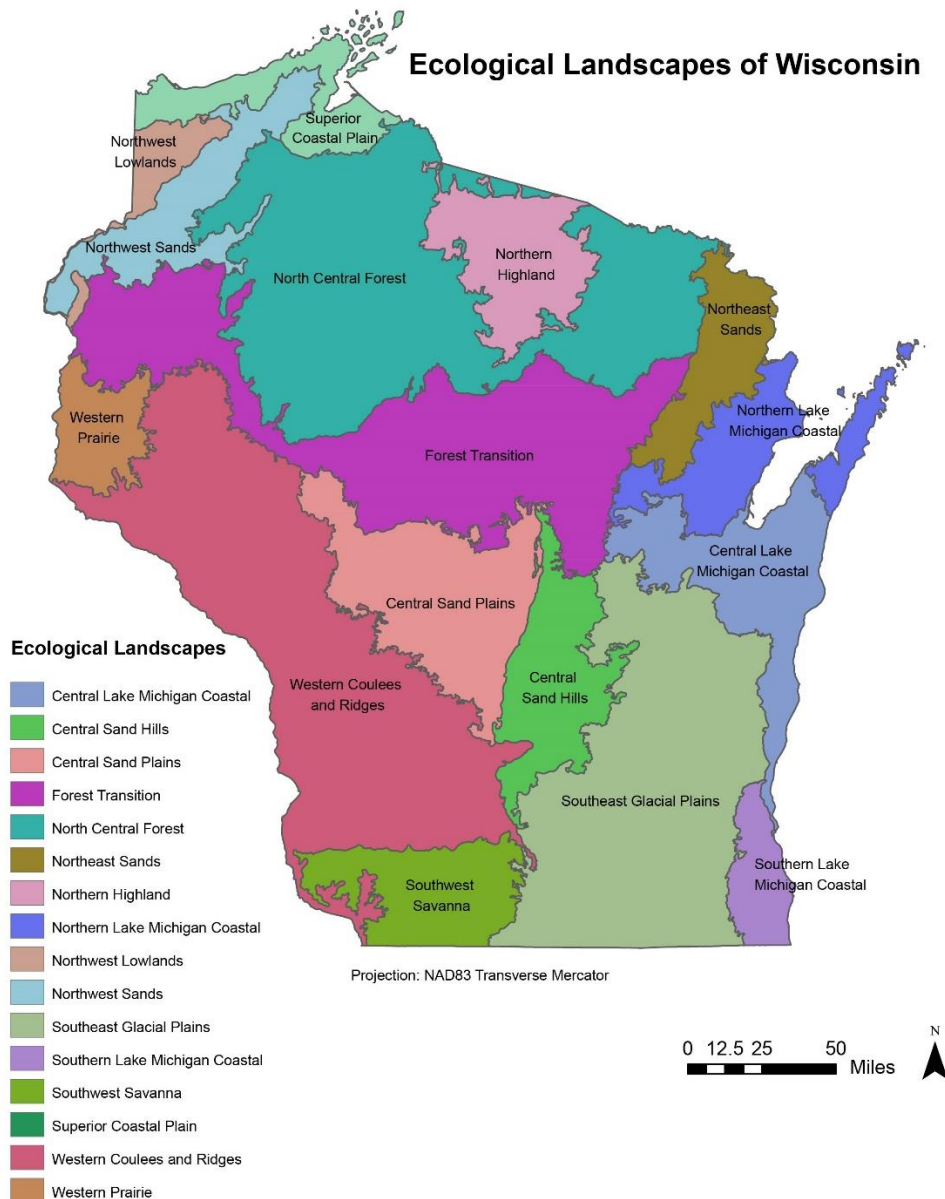 Ecological Landscapes of Wisconsin
Superior
Coastal Plain
Northwest
Lowlands
Northwest Sands
North Central Forest
Northern
Highland
Northeast
Sands
Western
Prairie
Northern Lake
Michigan Coastal
Forest Transition
Central Lake
Michigan Coastal
Central Sand Plains
Central
Sand Hills
Western Coulees
and Ridges
Southeast Glacial Plains
Southern Lake
Michigan Coastal
Southwest
Savanna
Projection: NAD83 Transverse Mercator
Ecological Landscapes
Central Lake Michigan Coastal
Central Sand Hills
Central Sand Plains
Forest Transition
North Central Forest
Northeast Sands
Northern Highland
Northern Lake Michigan Coastal
Northwest Lowlands
Northwest Sands
Southeast Glacial Plains
Southern Lake Michigan Coastal
Southwest Savanna
Superior Coastal Plain
Western Coulees and Ridges
Western Prairie
0 12.5 25 50
Miles
N